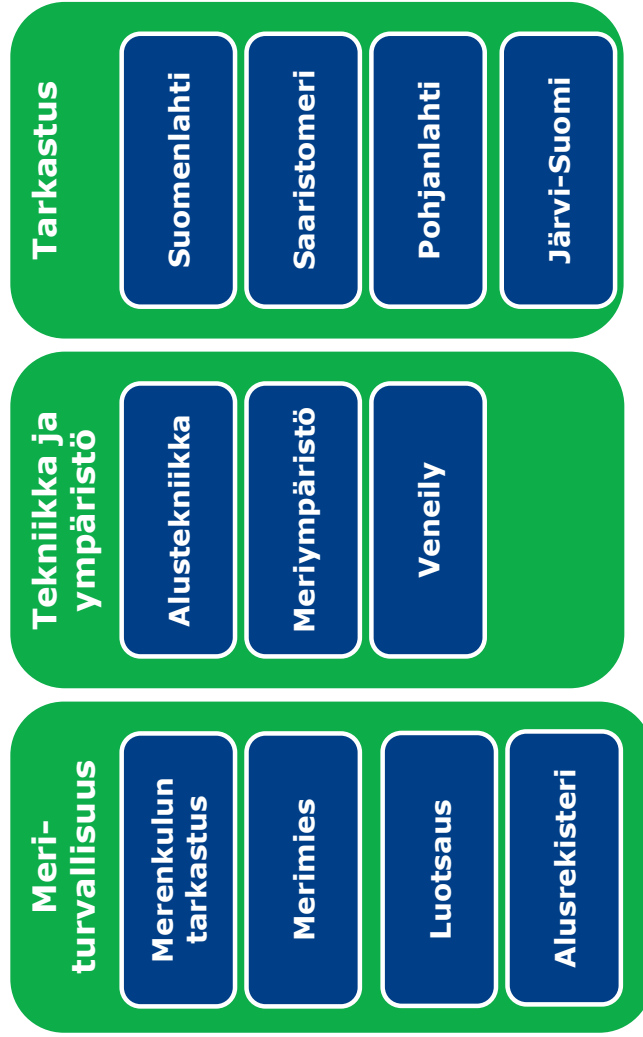 Meri-
turvallisuus
Merenkulun
tarkastus
Merimies
Luotsaus
Alusrekisteri
Tekniikka ja
ympäristö
Alustekniikka
Meriympäristö
Veneily
Tarkastus
Suomenlahti
Saaristomeri
Pohjanlahti
Järvi-Suomi